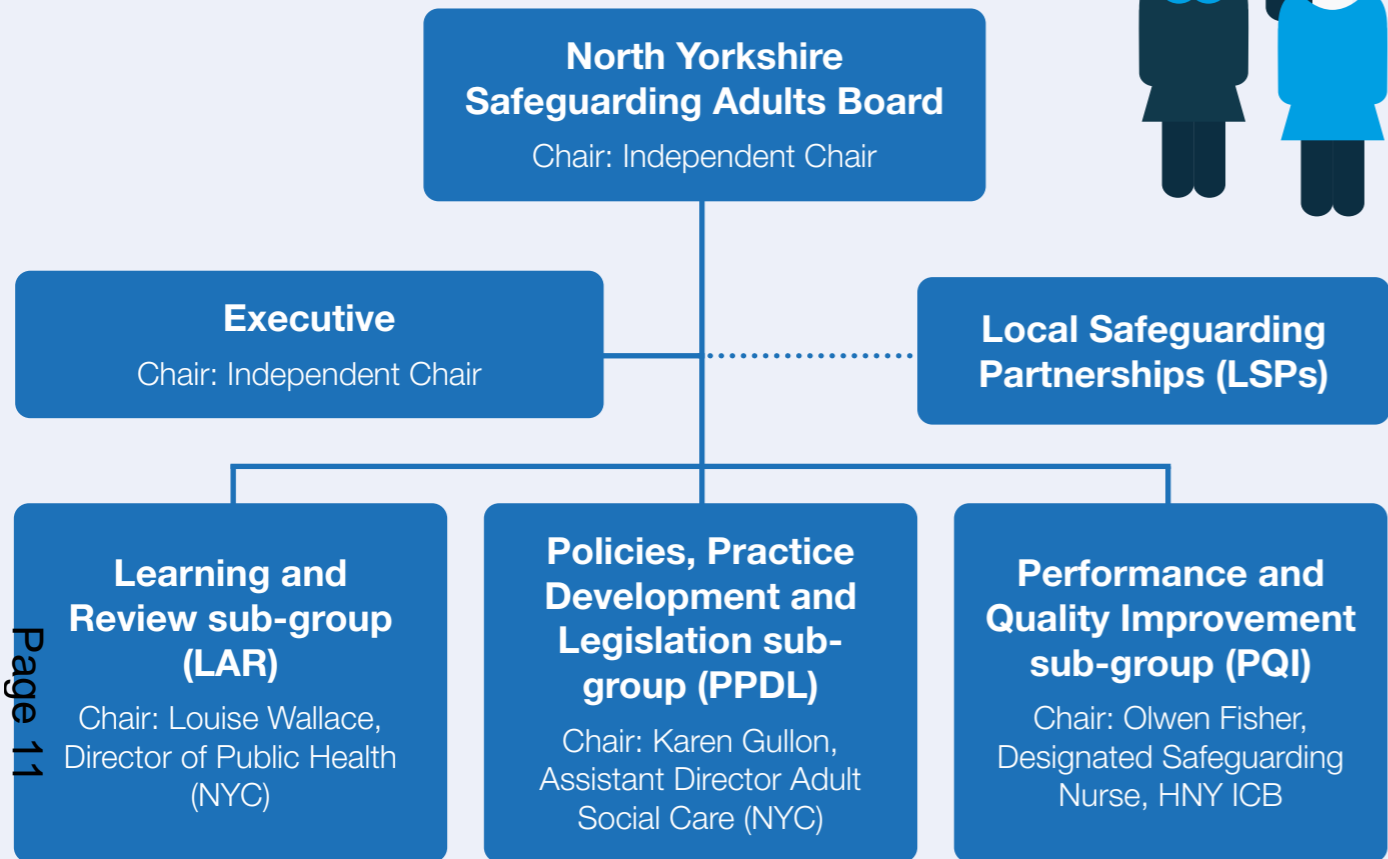 North Yorkshire
Safeguarding Adults Board
Chair: Independent Chair
Executive
Chair: Independent Chair
Local Safeguarding
Partnerships (LSPs)
Learning and
Review sub-group
(LAR)
Chair: Louise Wallace,
Director of Public Health
(NYC)
Policies, Practice
Development and
Legislation sub-
group (PPDL)
Chair: Karen Gullon,
Assistant Director Adult
Social Care (NYC)
Performance and
Quality Improvement
sub-group (PQI)
Chair: Olwen Fisher,
Designated Safeguarding
Nurse, HNY ICB
Page 11